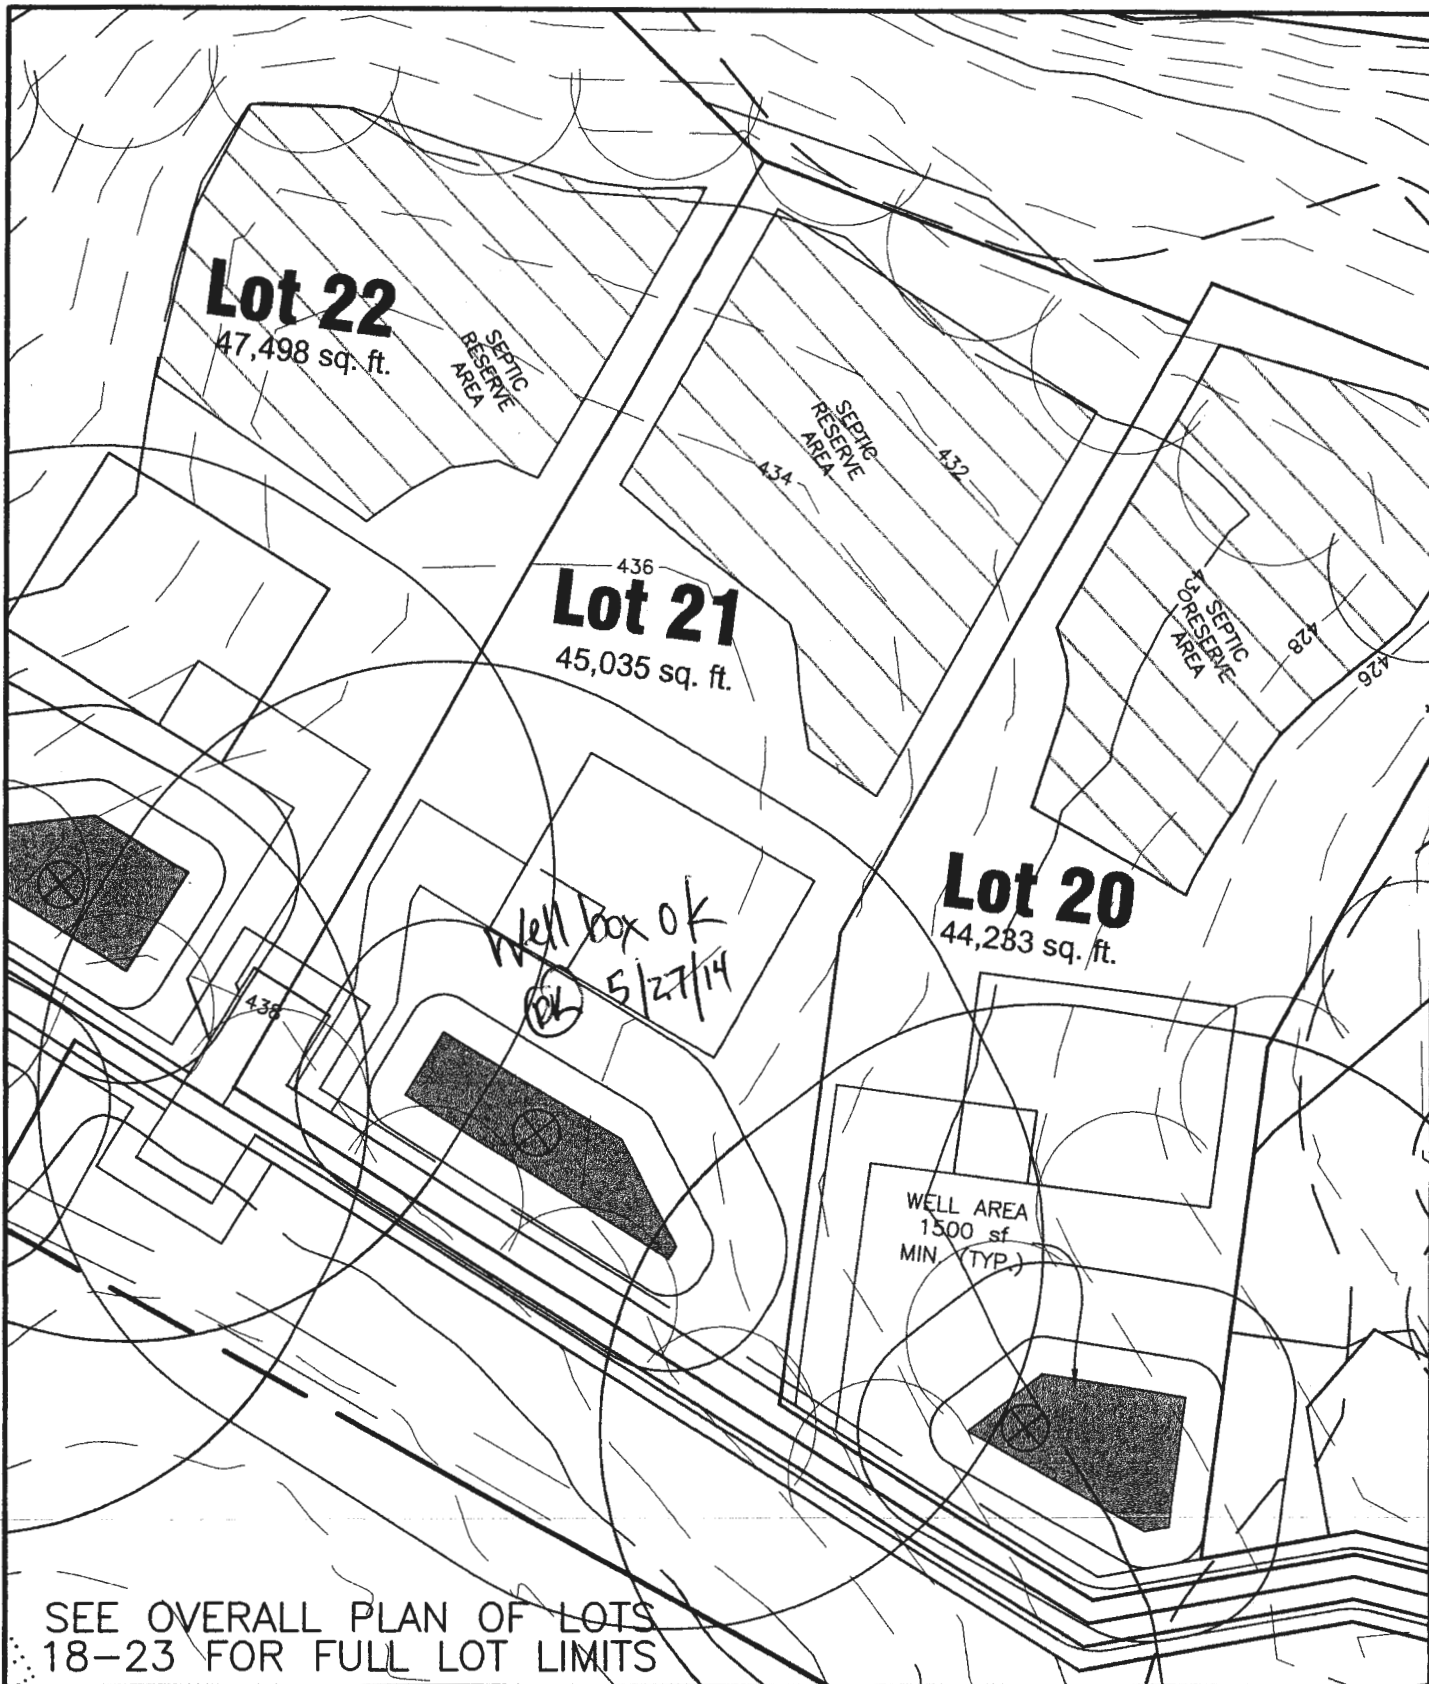 Lot 22
47,498 sq. ft.
SEPTIC
RESERVE
AREA
SEPTIC
RESERVE
AREA
434
432
436
Lot 21
45,035 sq. ft.
SEPTIC
RESERVE
AREA
430
428
426
Lot 20
44,283 sq. ft.
Well box ok
5/27/14
438
WELL AREA
1500 sf
MIN. (TYP.)
SEE OVERALL PLAN OF LOTS
18-23 FOR FULL LOT LIMITS